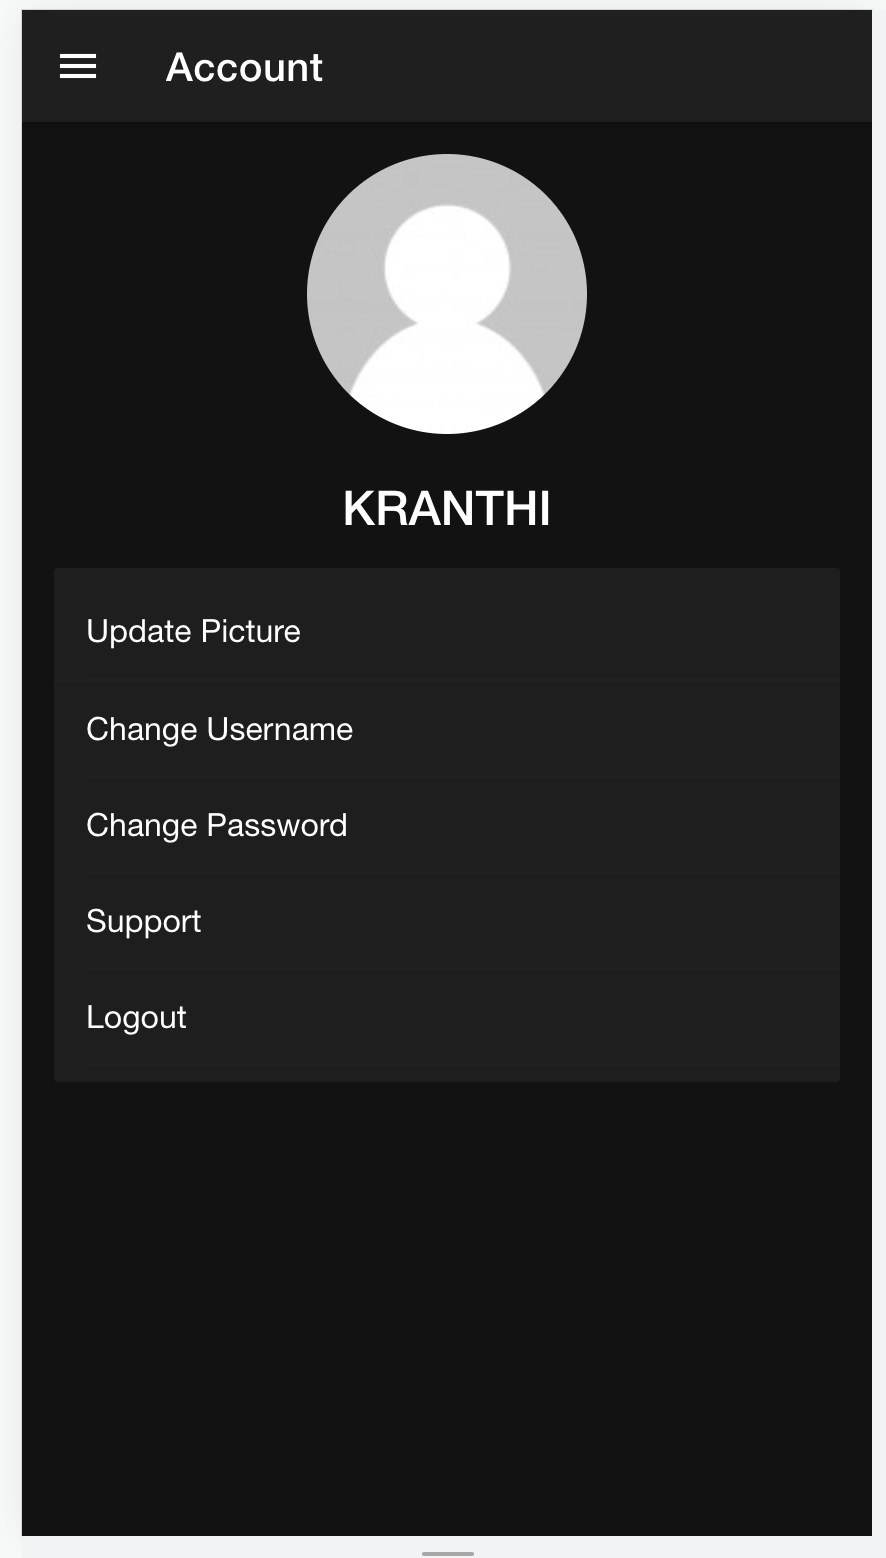 Account
KRANTHI
Update Picture
Change Username
Change Password
Support
Logout